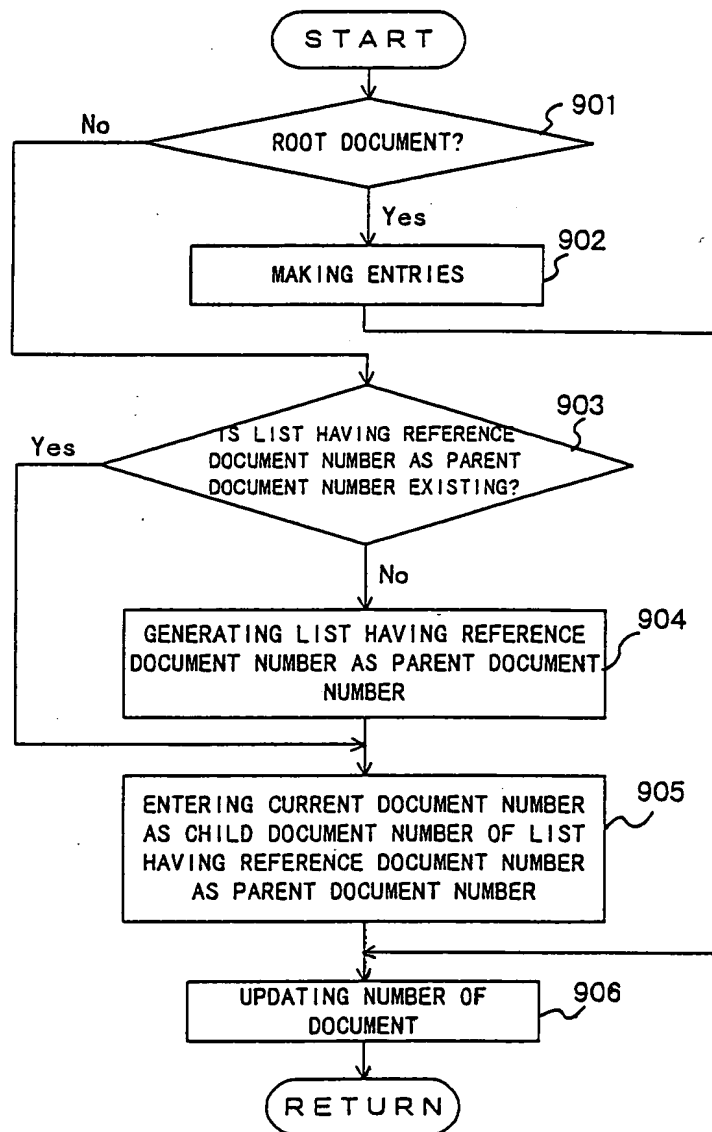 START
901
No
ROOT DOCUMENT?
Yes
902
MAKING ENTRIES
903
Yes
IS LIST HAVING REFERENCE
DOCUMENT NUMBER AS PARENT
DOCUMENT NUMBER EXISTING?
No
904
GENERATING LIST HAVING REFERENCE
DOCUMENT NUMBER AS PARENT DOCUMENT
NUMBER
905
ENTERING CURRENT DOCUMENT NUMBER
AS CHILD DOCUMENT NUMBER OF LIST
HAVING REFERENCE DOCUMENT NUMBER
AS PARENT DOCUMENT NUMBER
906
UPDATING NUMBER OF
DOCUMENT
RETURN